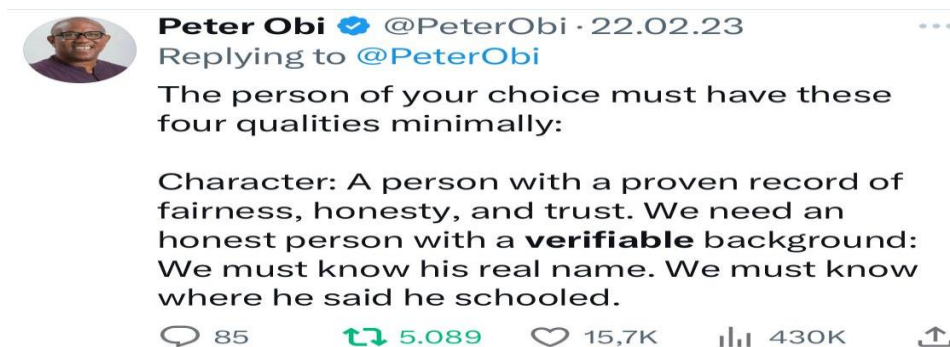 Peter Obi @PeterObi · 22.02.23
Replying to @PeterObi
The person of your choice must have these
four qualities minimally:
Character: A person with a proven record of
fairness, honesty, and trust. We need an
honest person with a verifiable background:
We must know his real name. We must know
where he said he schooled.
85 5.089 15,7K 430K